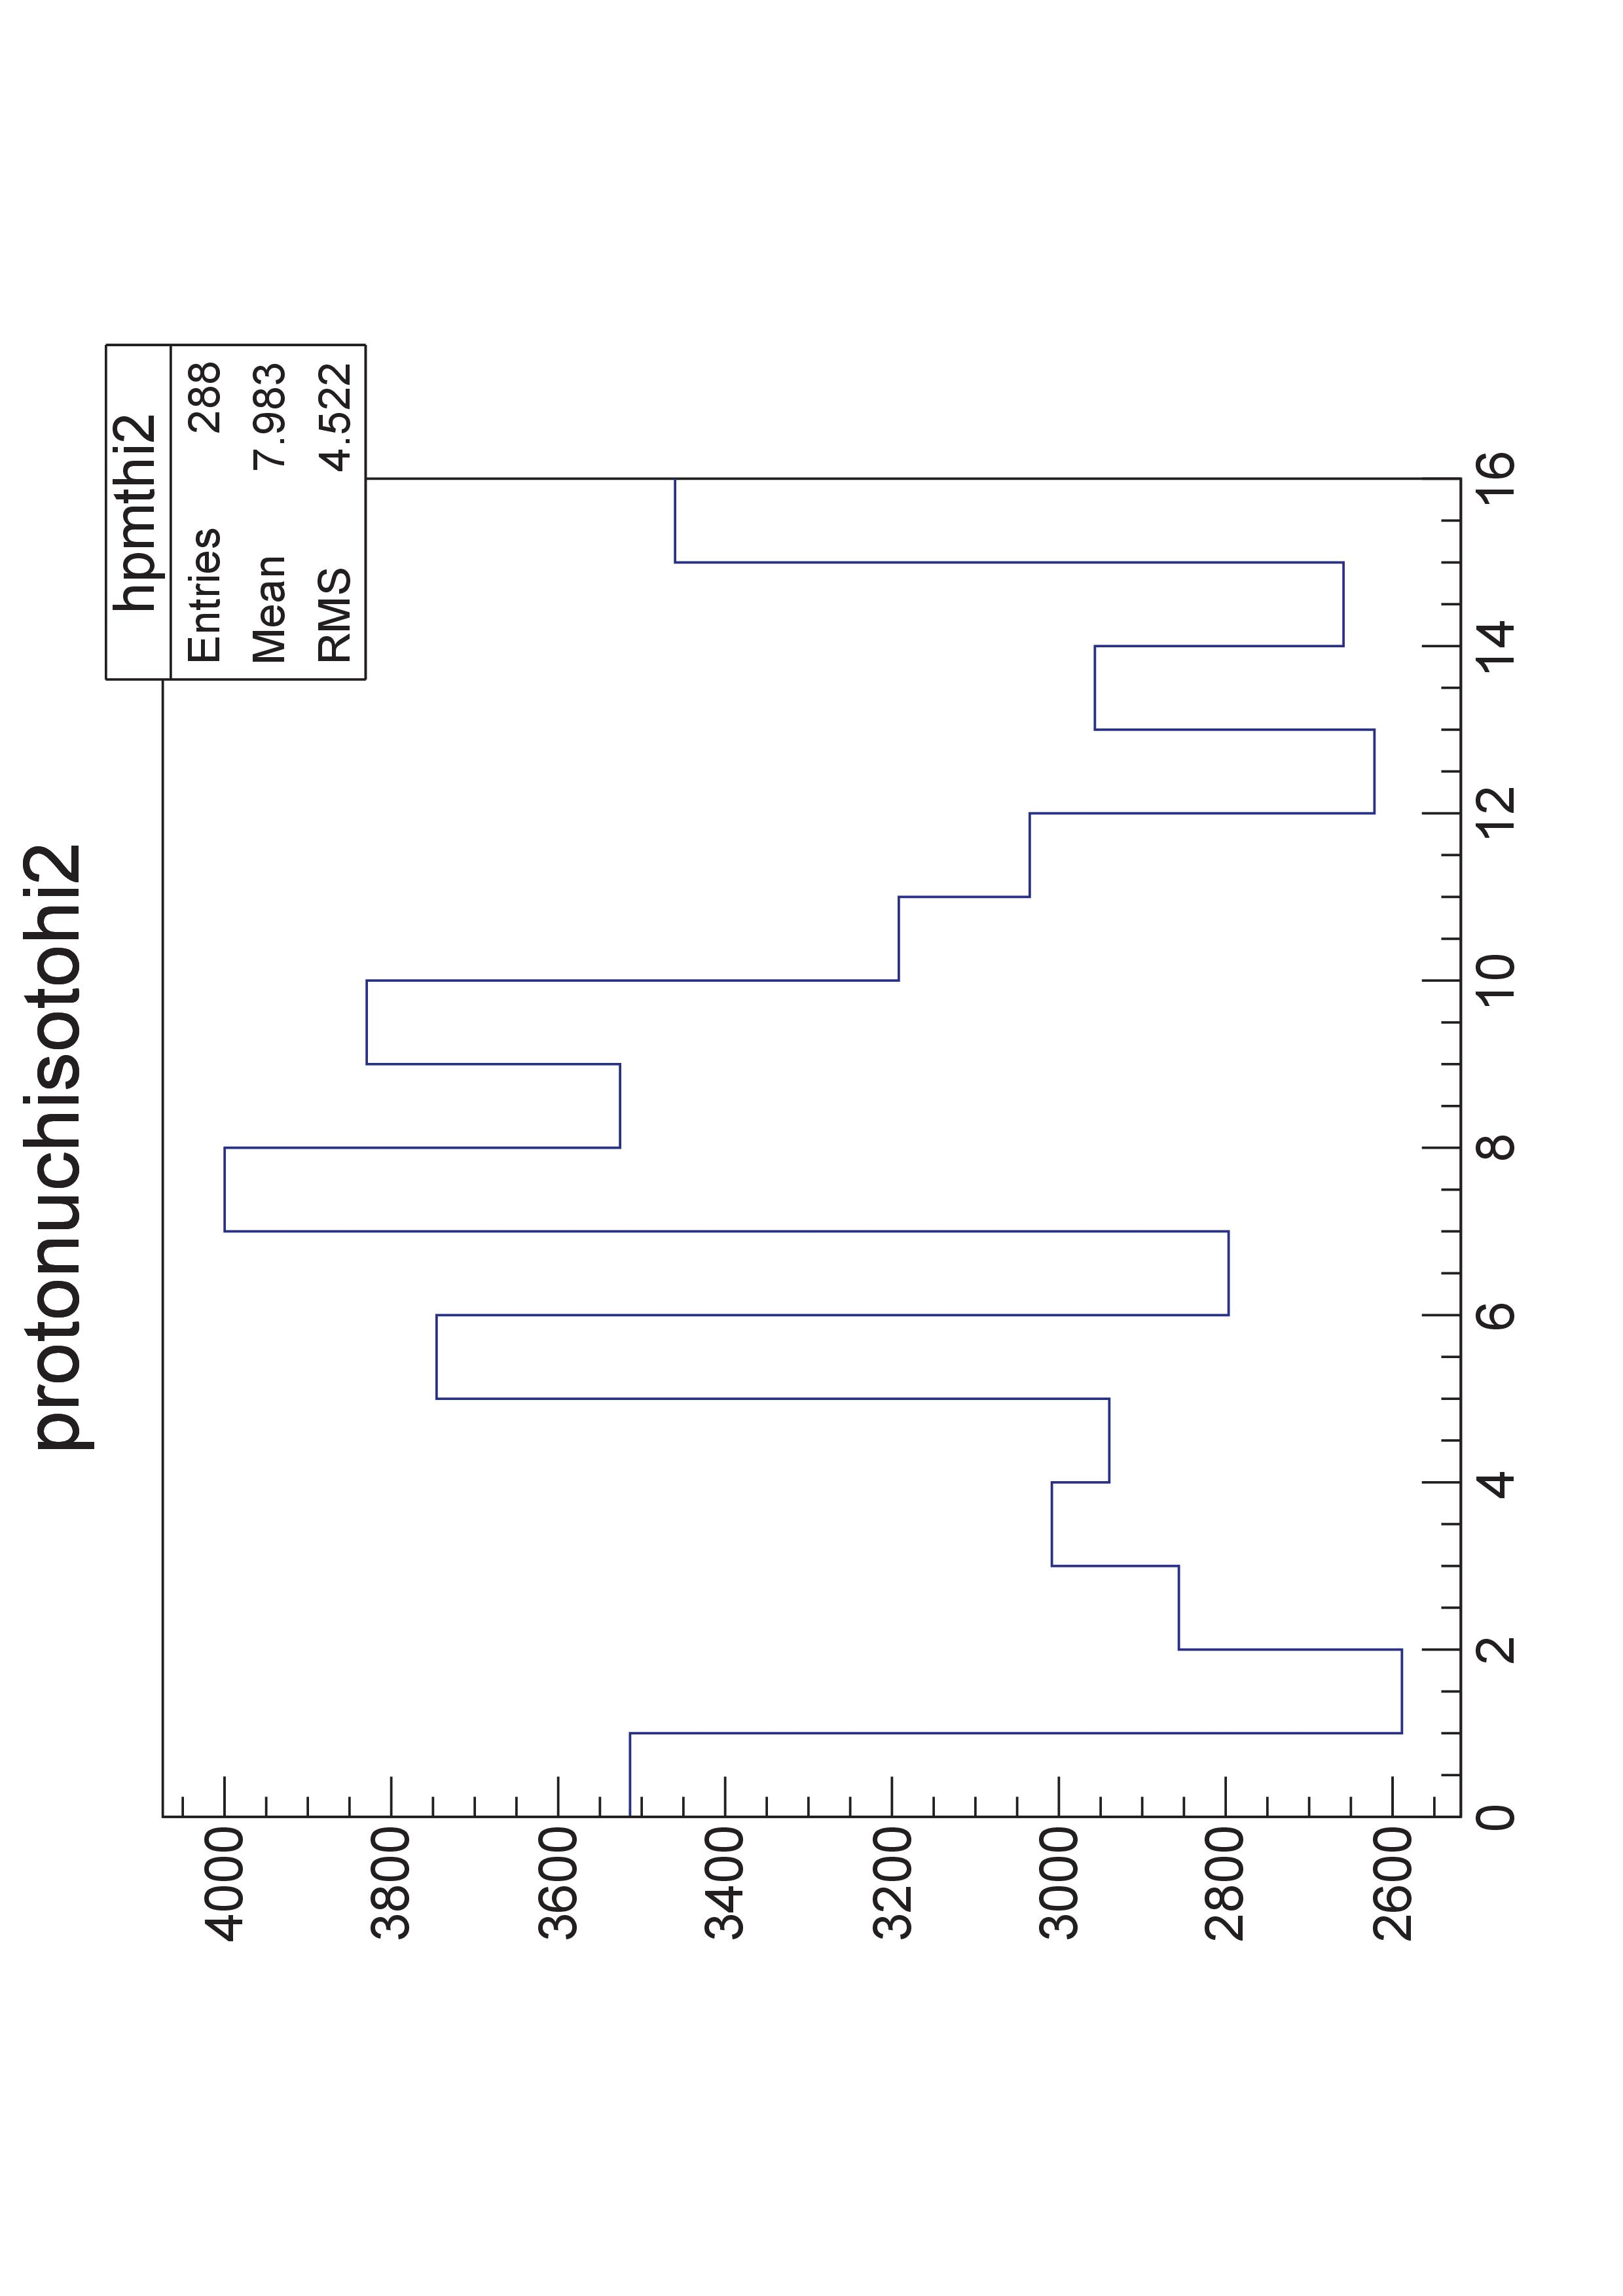 protonuchisotohi2
hpmthi2
Entries 288
Mean 7.983
RMS 4.522
4000
3800
3600
3400
3200
3000
2800
2600
0 2 4 6 8 10 12 14 16